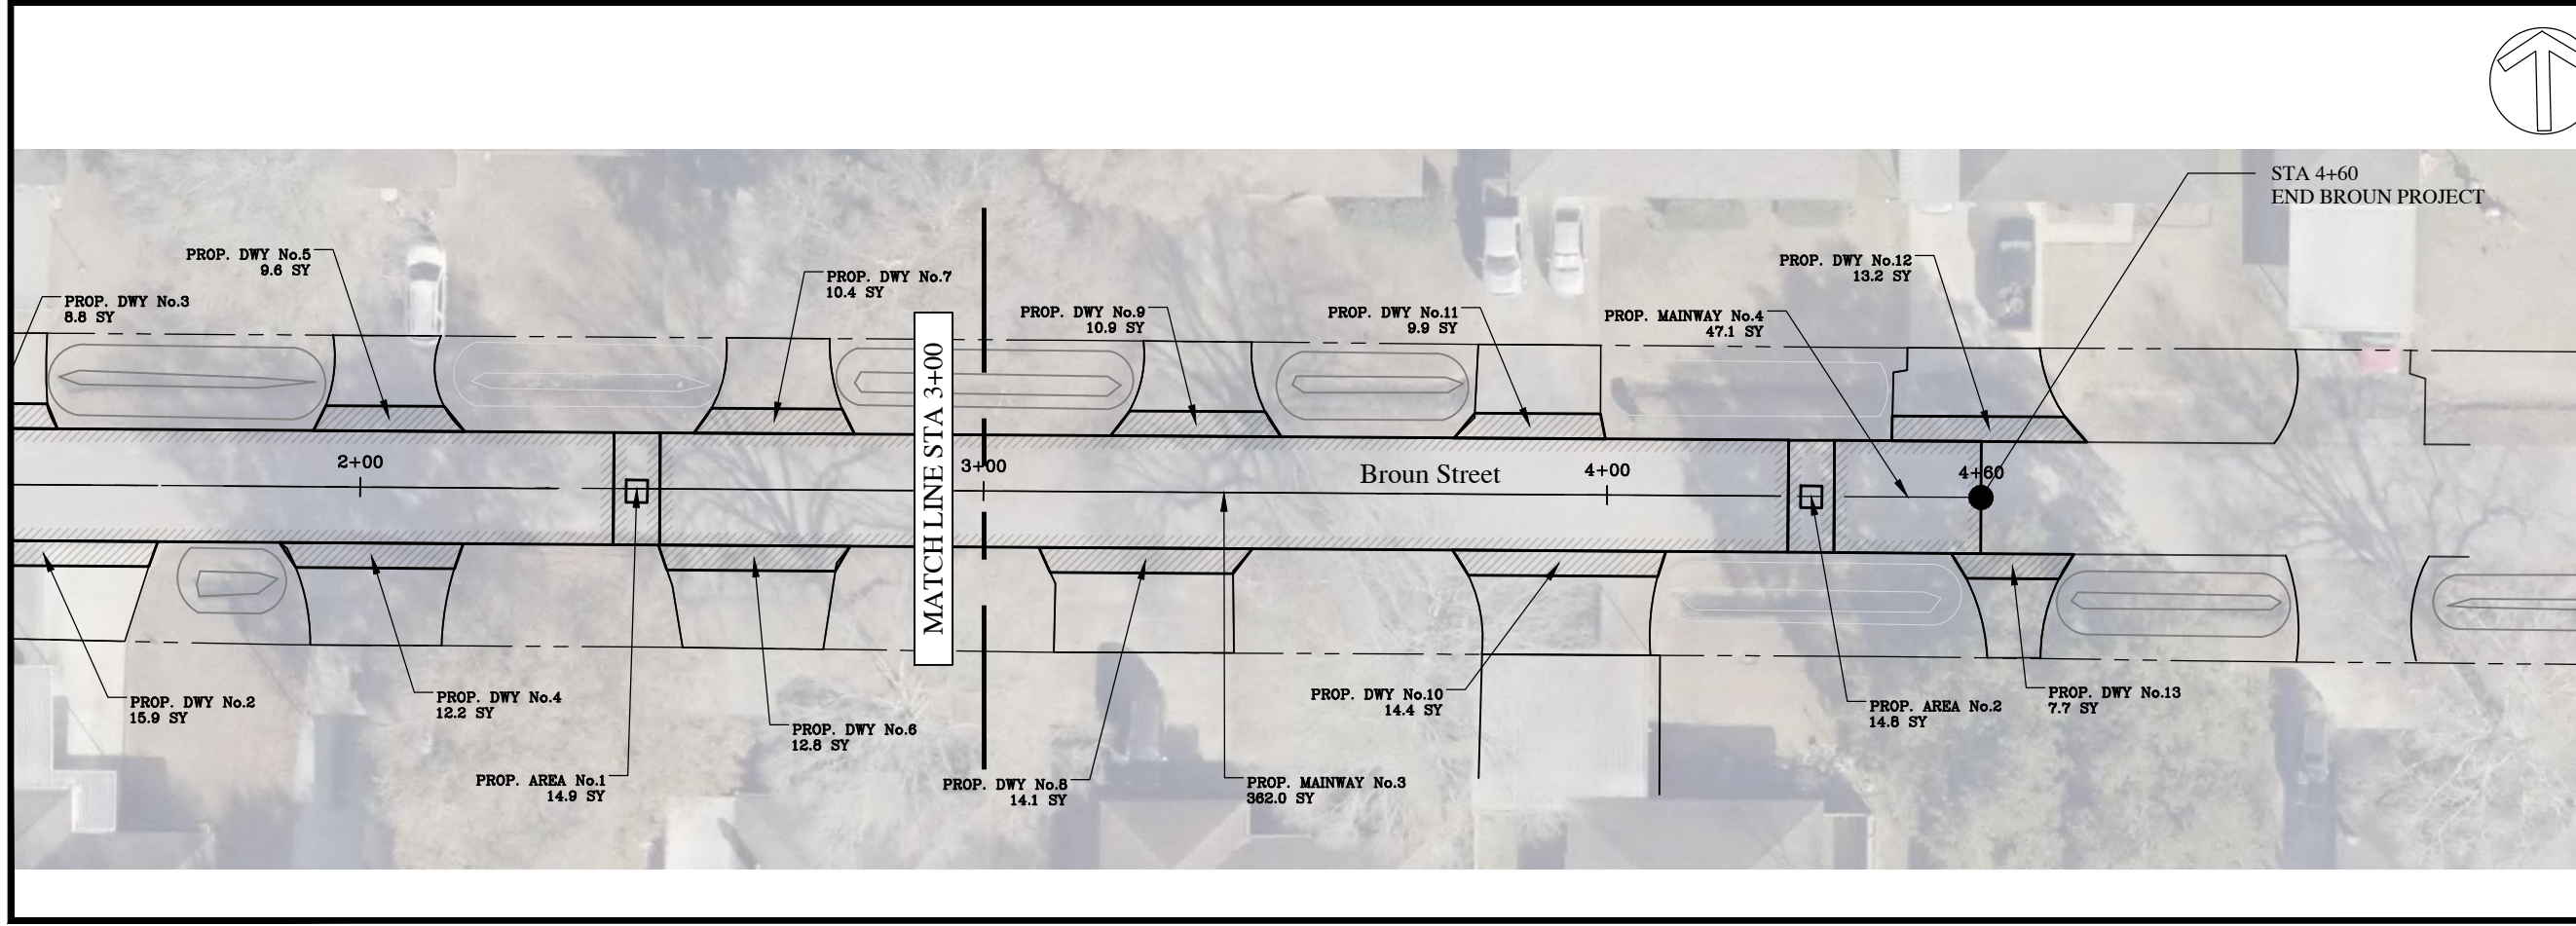 STA 4+60
END BROUN PROJECT
PROP. DWY No.5
9.6 SY
PROP. DWY No.3
8.8 SY
PROP. DWY No.7
10.4 SY
PROP. DWY No.9
10.9 SY
PROP. DWY No.11
9.9 SY
PROP. MAINWAY No.4
47.1 SY
PROP. DWY No.12
13.2 SY
2+00
MATCH LINE STA 3+00
3+00
Broun Street
4+00
4+60
PROP. DWY No.2
15.9 SY
PROP. DWY No.4
12.2 SY
PROP. AREA No.1
14.9 SY
PROP. DWY No.6
12.8 SY
PROP. DWY No.8
14.1 SY
PROP. MAINWAY No.3
362.0 SY
PROP. DWY No.10
14.4 SY
PROP. AREA No.2
14.8 SY
PROP. DWY No.13
7.7 SY